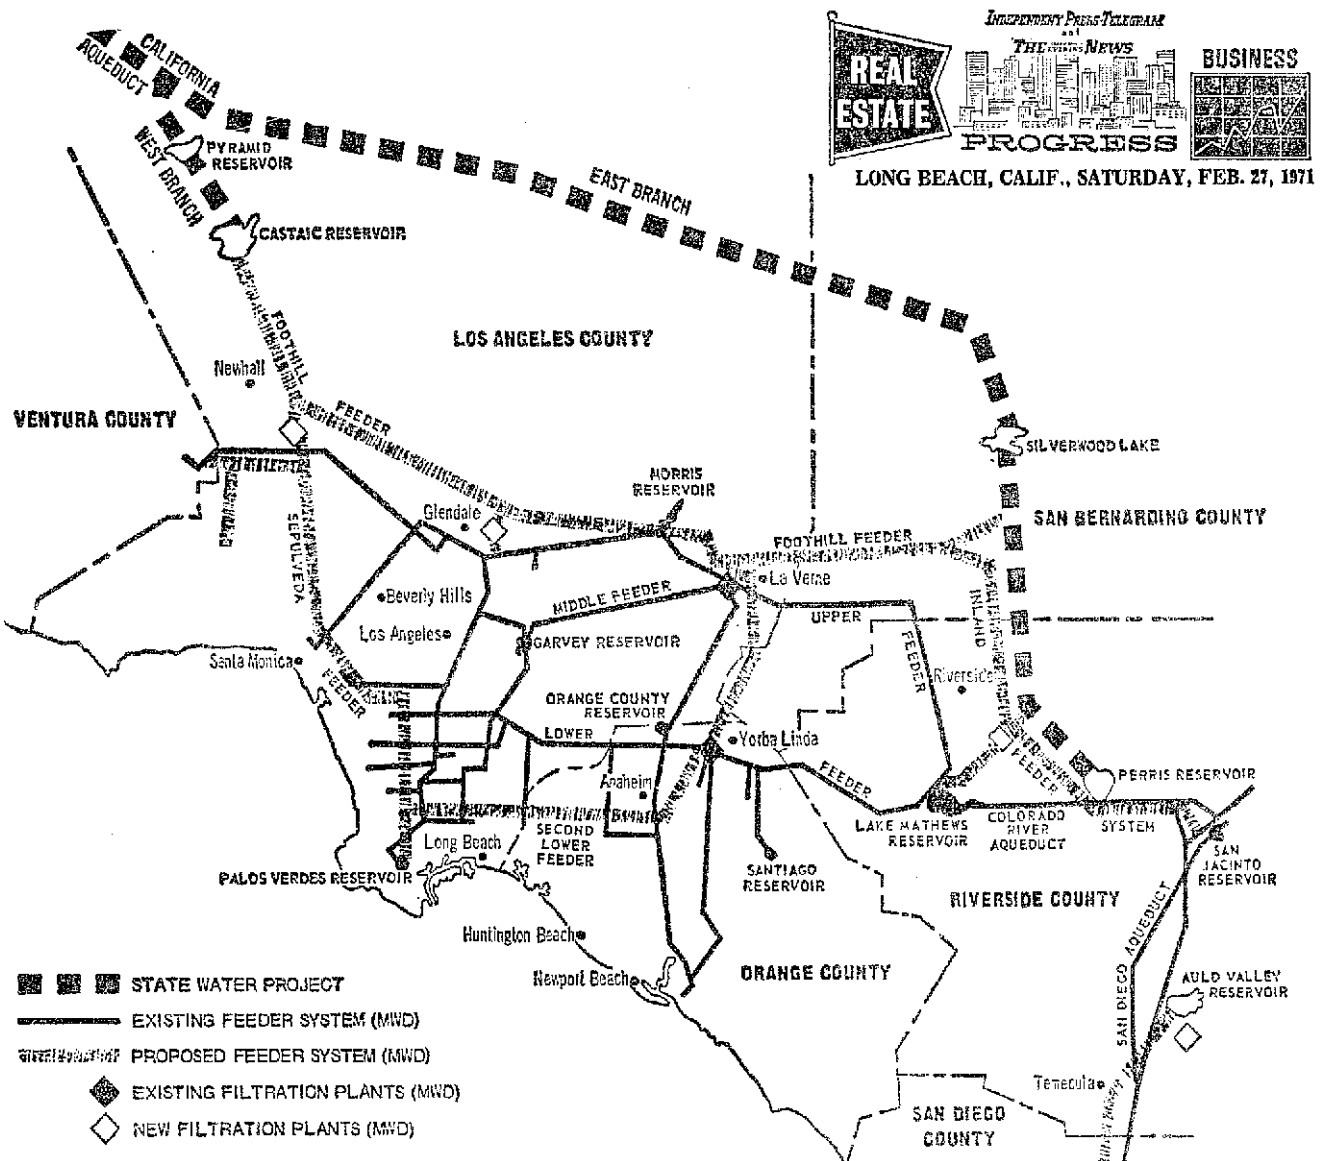 INDEPENDENT PRESS-TELEGRAM
and
THE EVENING NEWS
REAL
ESTATE
PROGRESS
BUSINESS
LONG BEACH, CALIF., SATURDAY, FEB. 27, 1971
CALIFORNIA
AQUEDUCT
WEST BRANCH
PYRAMID
RESERVOIR
EAST BRANCH
CASTAIC RESERVOIR
FOOTHILL
FEEDER
LOS ANGELES COUNTY
Newhall
VENTURA COUNTY
SILVERWOOD LAKE
MORRIS
RESERVOIR
Glendale
SAN BERNARDINO COUNTY
SEPULVEDA
FEEDER
FOOTHILL FEEDER
La Verne
Beverly Hills
MIDDLE FEEDER
UPPER
FEEDER
INLAND
FEEDER
Los Angeles
GARVEY RESERVOIR
Santa Monica
Riverside
ORANGE COUNTY
RESERVOIR
LOWER
FEEDER
Yorba Linda
Anaheim
PERRIS RESERVOIR
LAKE MATHEWS
RESERVOIR
COLORADO
RIVER
AQUEDUCT
SYSTEM
SECOND
LOWER
FEEDER
Long Beach
PALOS VERDES RESERVOIR
SANTIAGO
RESERVOIR
SAN
JACINTO
RESERVOIR
RIVERSIDE COUNTY
Huntington Beach
Newport Beach
ORANGE COUNTY
SAN DIEGO AQUEDUCT
AULD VALLEY
RESERVOIR
Temecula
SAN DIEGO
COUNTY
STATE WATER PROJECT
EXISTING FEEDER SYSTEM (MWD)
PROPOSED FEEDER SYSTEM (MWD)
EXISTING FILTRATION PLANTS (MWD)
NEW FILTRATION PLANTS (MWD)